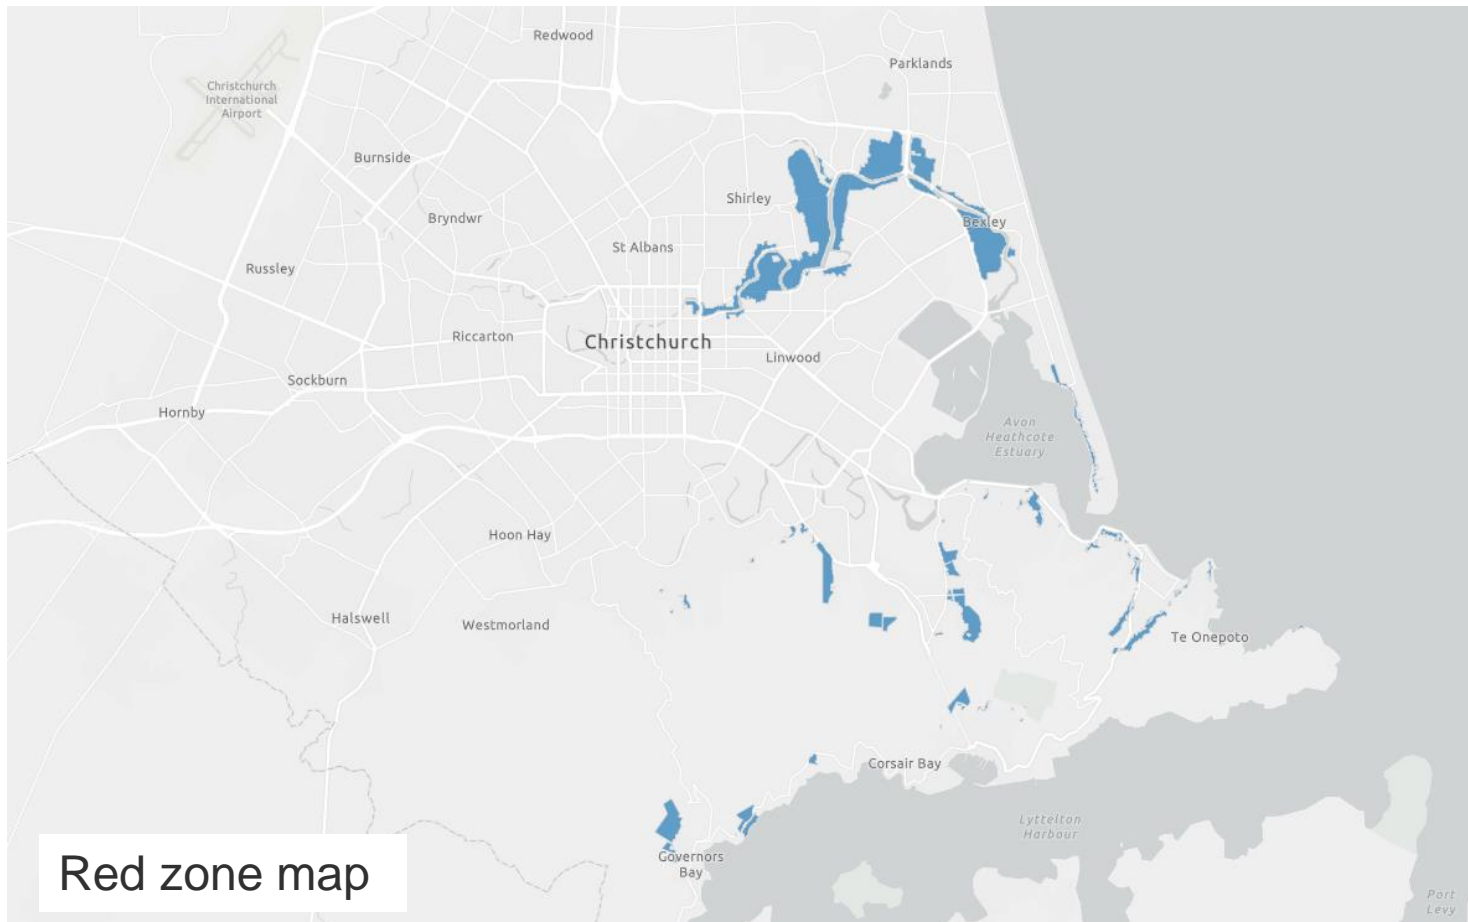 Redwood
Parklands
Christchurch
International
Airport
Burnside
Shirley
Bryndwr
Bexley
St Albans
Russley
Riccarton
Christchurch
Linwood
Sockburn
Hornby
Avon
Heathcote
Estuary
Hoon Hay
Halswell
Westmorland
Te Onepoto
Corsair Bay
Lyttelton
Harbour
Governors
Bay
Red zone map
Port
Levy